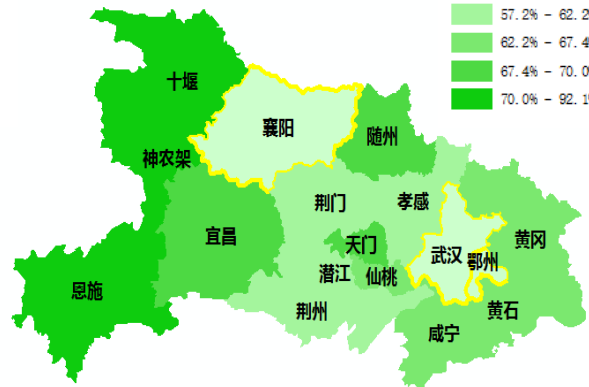 57.2% - 62.2%
62.2% - 67.4%
67.4% - 70.0%
70.0% - 92.1%
十堰
襄阳
随州
神农架
荆门
孝感
宜昌
天门
武汉
鄂州
黄冈
恩施
潜江
仙桃
荆州
黄石
咸宁